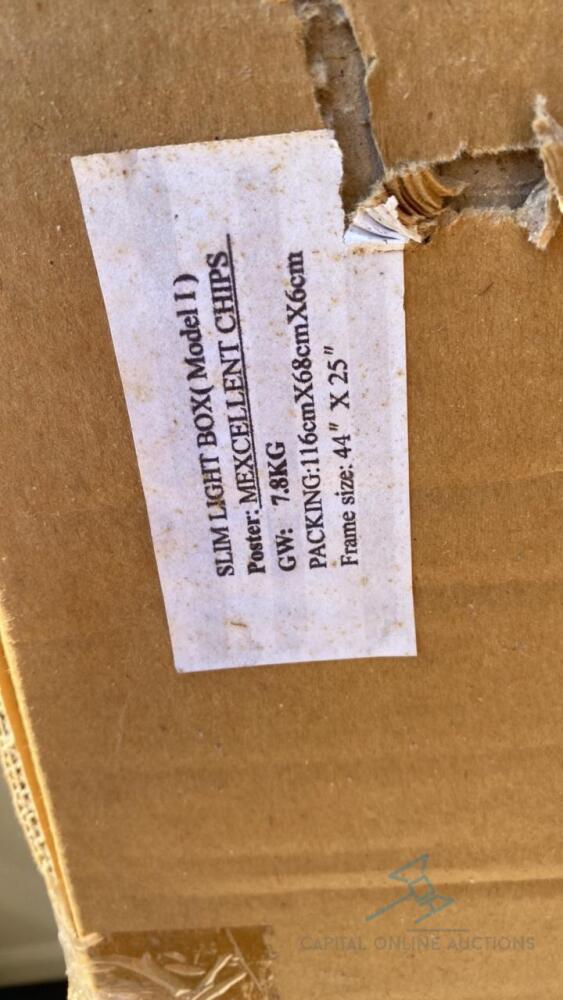 SLIM LIGHT BOX( Model I )
Poster: MEXCELLENT CHIPS
GW: 7.8KG
PACKING:116cmX68cmX6cm
Frame size: 44" X 25"
CAPITAL ONLINE AUCTIONS